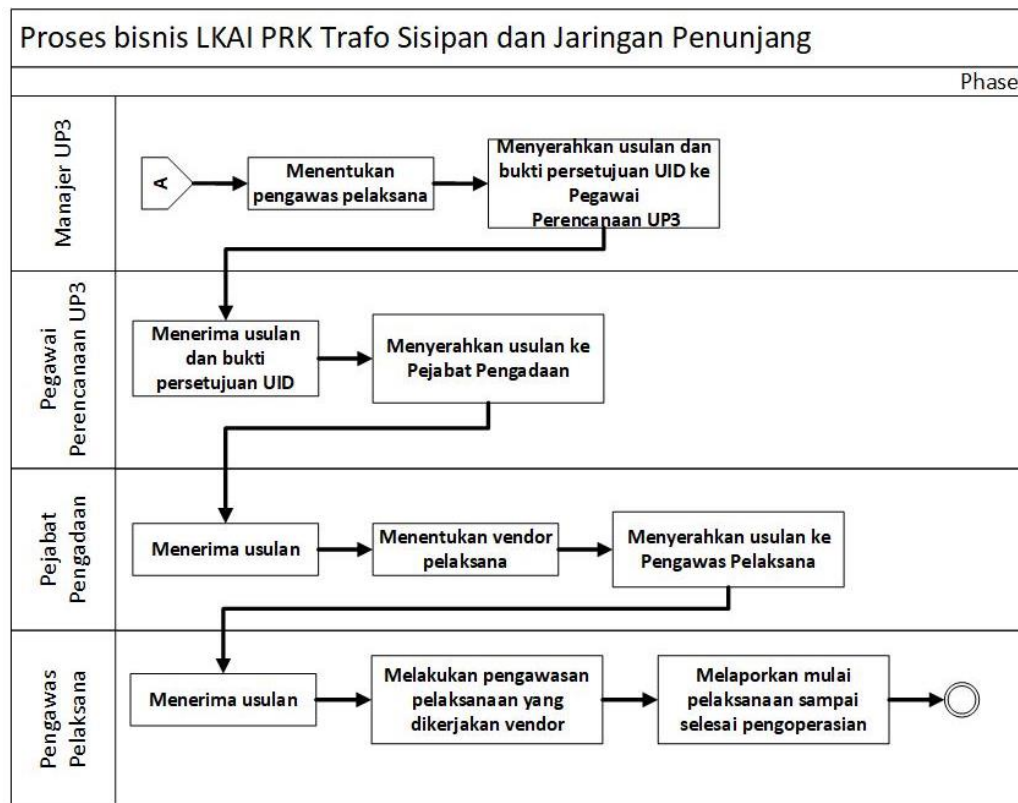 Proses bisnis LKAI PRK Trafo Sisipan dan Jaringan Penunjang
Phase
Manajer UP3
A
Menentukan
pengawas pelaksana
Menyerahkan usulan dan
bukti persetujuan UID ke
Pegawai
Perencanaan UP3
Pegawai
Perencanaan UP3
Menerima usulan
dan bukti
persetujuan UID
Menyerahkan usulan ke
Pejabat Pengadaan
Pejabat
Pengadaan
Menerima usulan
Menentukan vendor
pelaksana
Menyerahkan usulan ke
Pengawas Pelaksana
Pengawas
Pelaksana
Menerima usulan
Melakukan pengawasan
pelaksanaan yang
dikerjakan vendor
Melaporkan mulai
pelaksanaan sampai
selesai pengoperasian